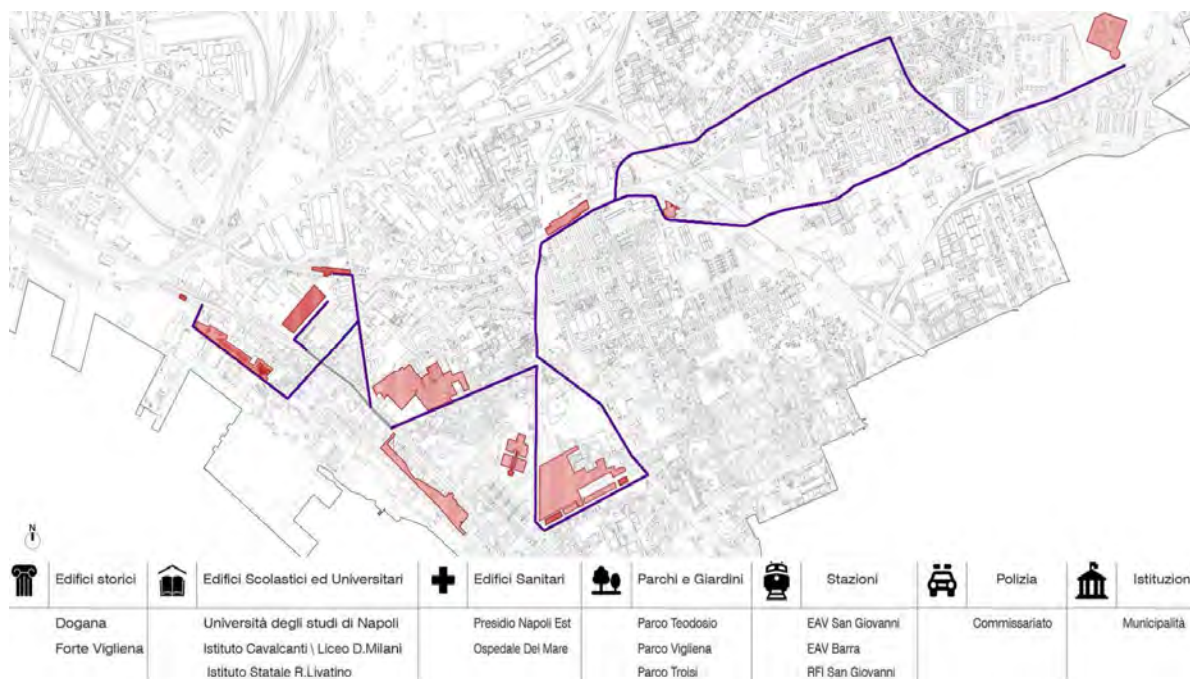 N
Edifici storici
Edifici Scolastici ed Universitari
Edifici Sanitari
Parchi e Giardini
Stazioni
Polizia
Istituzion
Dogana
Università degli studi di Napoli
Presidio Napoli Est
Parco Teodosio
EAV San Giovanni
Commissariato
Municipalità
Forte Vigliena
Istituto Cavalcanti \ Liceo D.Milani
Ospedale Del Mare
Parco Vigliena
EAV Barra
Istituto Statale R.Livatino
Parco Troisi
RFI San Giovanni